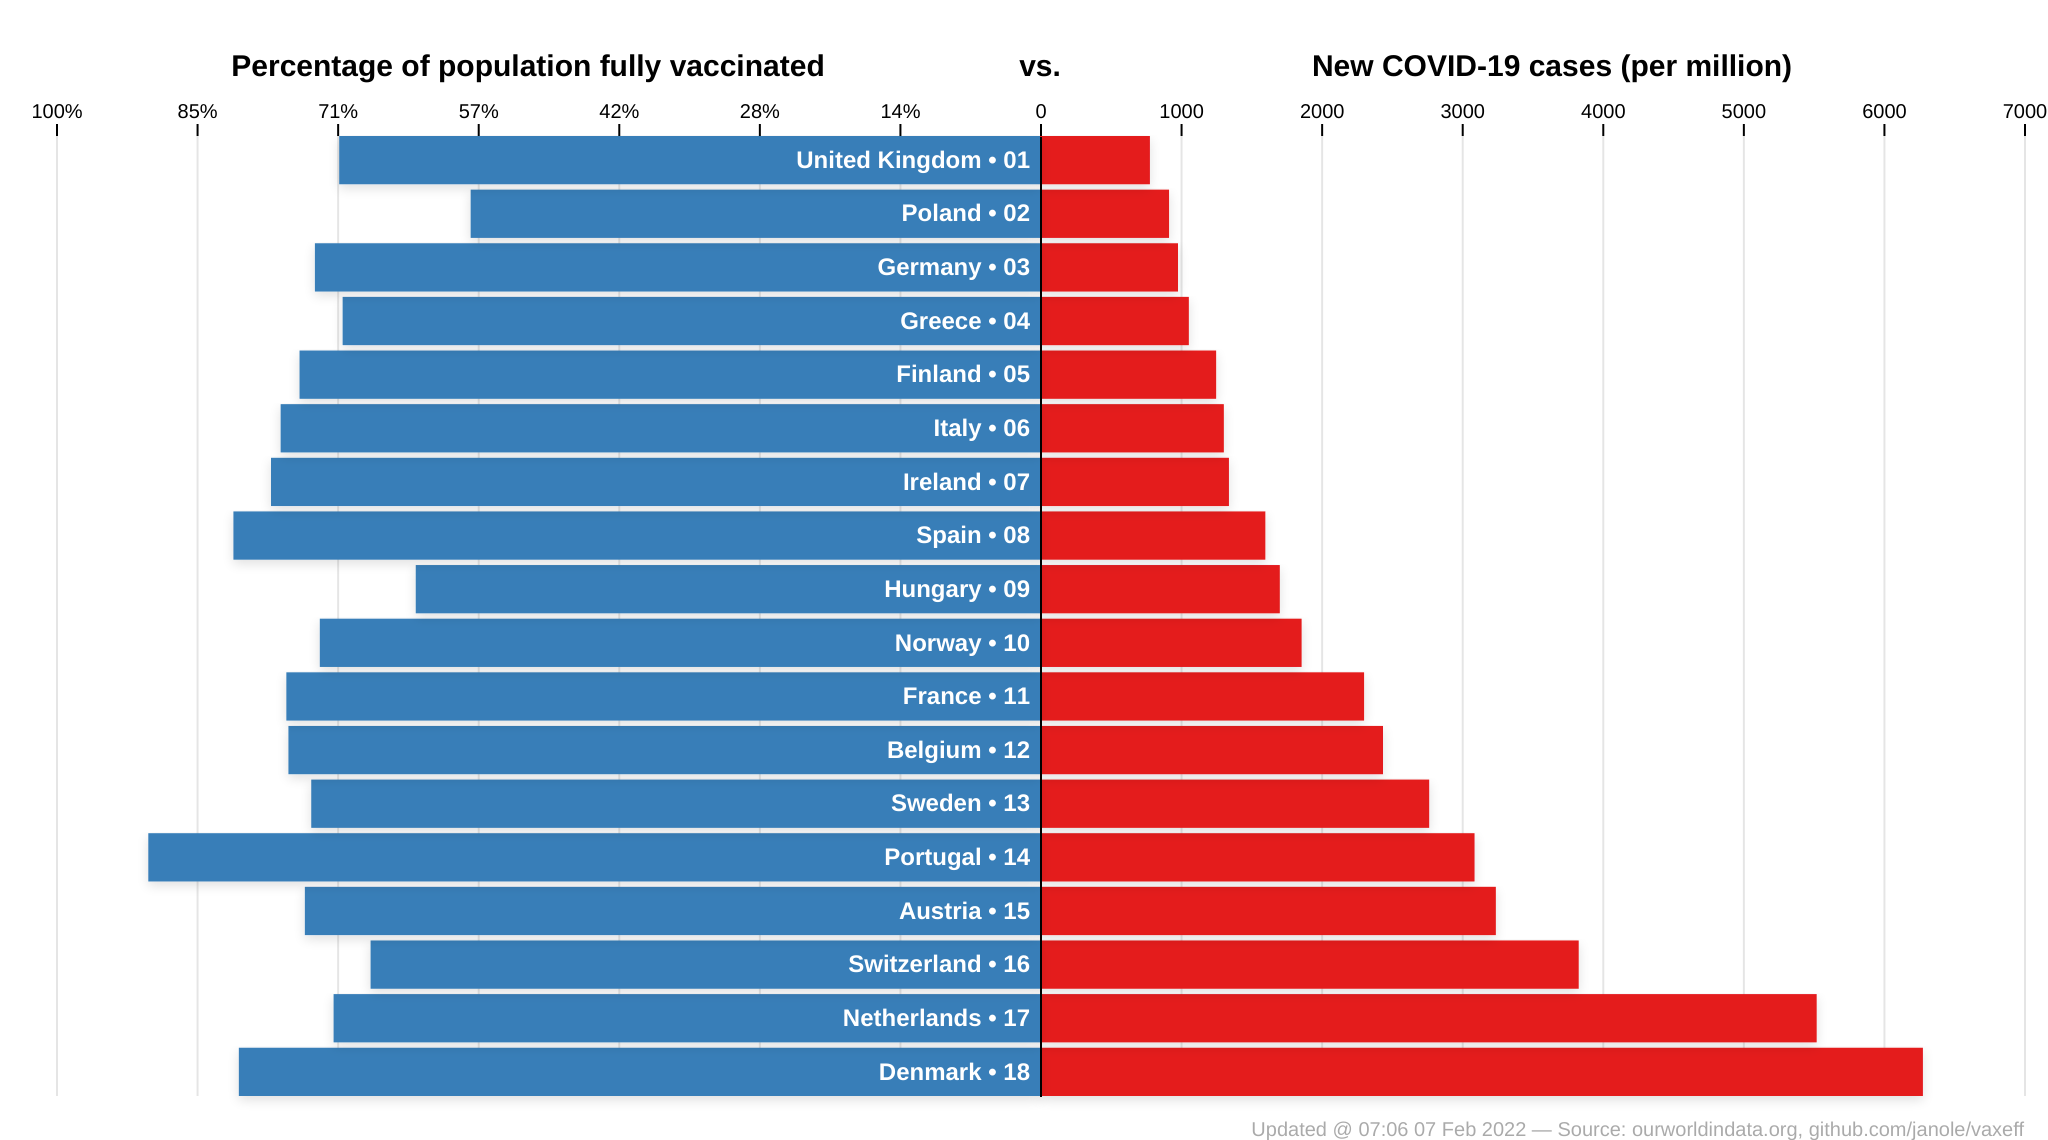 Percentage of population fully vaccinated vs. New COVID-19 cases (per million)
100% 85% 71% 57% 42% 28% 14% 0 1000 2000 3000 4000 5000 6000 7000
United Kingdom • 01
Poland • 02
Germany • 03
Greece • 04
Finland • 05
Italy • 06
Ireland • 07
Spain • 08
Hungary • 09
Norway • 10
France • 11
Belgium • 12
Sweden • 13
Portugal • 14
Austria • 15
Switzerland • 16
Netherlands • 17
Denmark • 18
Updated @ 07:06 07 Feb 2022 — Source: ourworldindata.org, github.com/janole/vaxeff